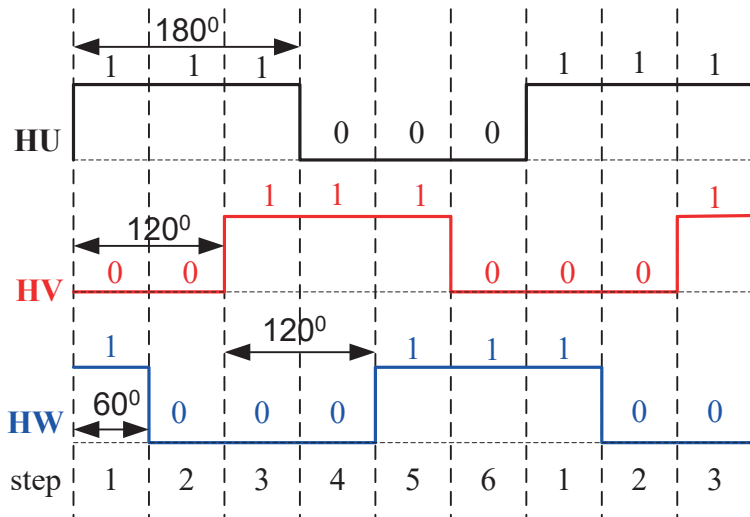 180⁰
1 1 1 1 1 1
HU 0 0 0
1 1 1 1
120⁰
HV 0 0 0 0 0
120⁰
1 1 1 1
60⁰
HW 0 0 0 0 0
step 1 2 3 4 5 6 1 2 3